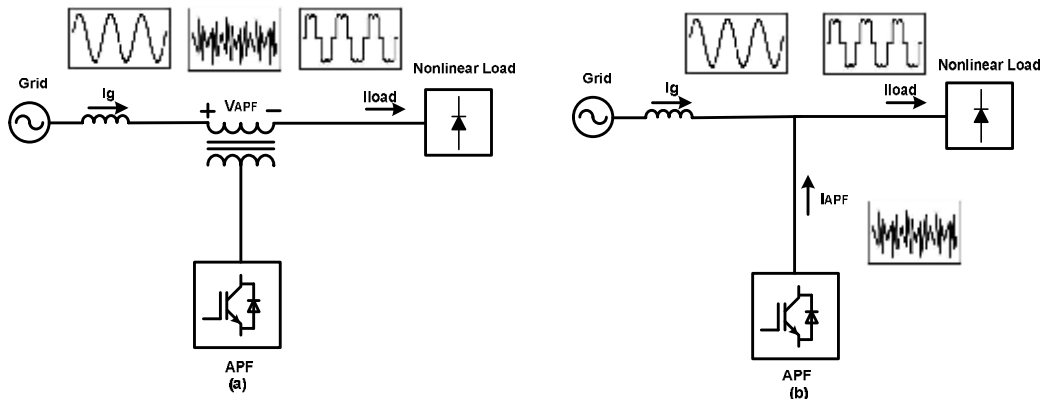 Grid
Ig
+ VAPF −
Iload
Nonlinear Load
APF
(a)
Grid
Ig
Iload
Nonlinear Load
IAPF
APF
(b)